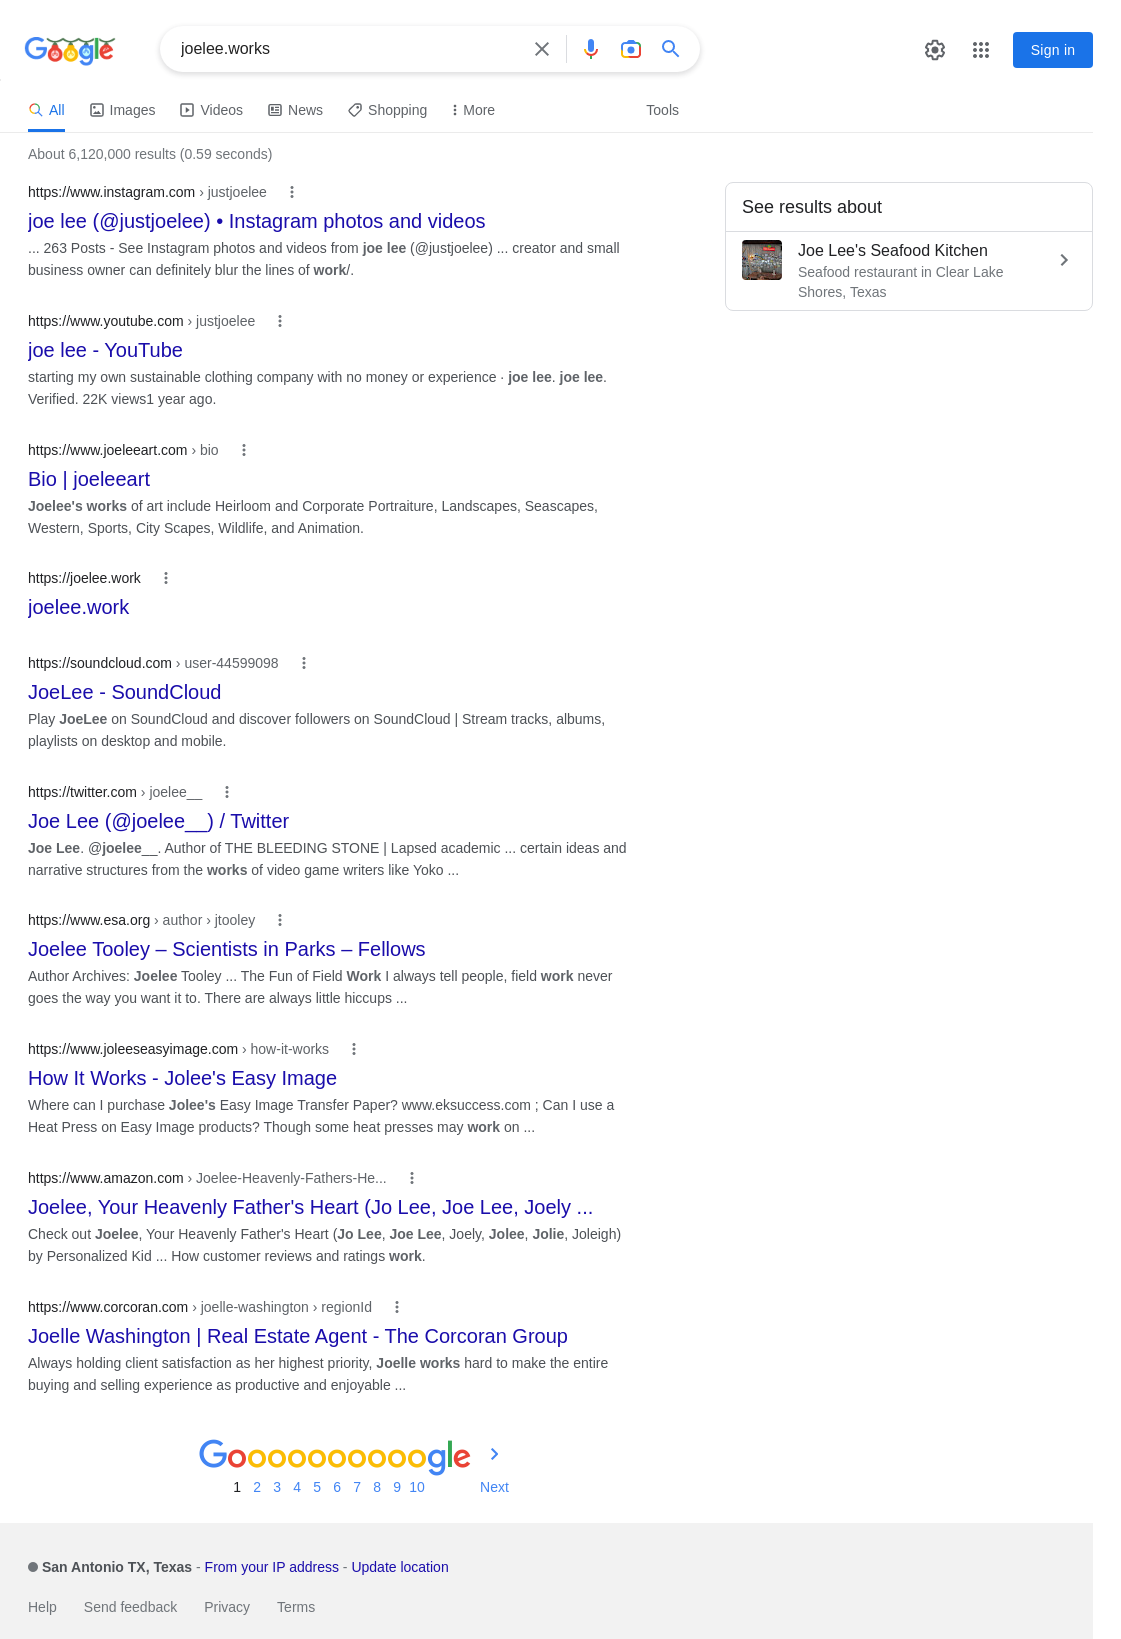 Google
joelee.works
Sign in
All
Images
Videos
News
Shopping
More
Tools
About 6,120,000 results (0.59 seconds)
https://www.instagram.com › justjoelee
joe lee (@justjoelee) • Instagram photos and videos
... 263 Posts - See Instagram photos and videos from joe lee (@justjoelee) ... creator and small
business owner can definitely blur the lines of work/.
https://www.youtube.com › justjoelee
joe lee - YouTube
starting my own sustainable clothing company with no money or experience · joe lee. joe lee.
Verified. 22K views1 year ago.
https://www.joeleeart.com › bio
Bio | joeleeart
Joelee's works of art include Heirloom and Corporate Portraiture, Landscapes, Seascapes,
Western, Sports, City Scapes, Wildlife, and Animation.
https://joelee.work
joelee.work
https://soundcloud.com › user-44599098
JoeLee - SoundCloud
Play JoeLee on SoundCloud and discover followers on SoundCloud | Stream tracks, albums,
playlists on desktop and mobile.
https://twitter.com › joelee__
Joe Lee (@joelee__) / Twitter
Joe Lee. @joelee__. Author of THE BLEEDING STONE | Lapsed academic ... certain ideas and
narrative structures from the works of video game writers like Yoko ...
https://www.esa.org › author › jtooley
Joelee Tooley – Scientists in Parks – Fellows
Author Archives: Joelee Tooley ... The Fun of Field Work I always tell people, field work never
goes the way you want it to. There are always little hiccups ...
https://www.joleeseasyimage.com › how-it-works
How It Works - Jolee's Easy Image
Where can I purchase Jolee's Easy Image Transfer Paper? www.eksuccess.com ; Can I use a
Heat Press on Easy Image products? Though some heat presses may work on ...
https://www.amazon.com › Joelee-Heavenly-Fathers-He...
Joelee, Your Heavenly Father's Heart (Jo Lee, Joe Lee, Joely ...
Check out Joelee, Your Heavenly Father's Heart (Jo Lee, Joe Lee, Joely, Jolee, Jolie, Joleigh)
by Personalized Kid ... How customer reviews and ratings work.
https://www.corcoran.com › joelle-washington › regionId
Joelle Washington | Real Estate Agent - The Corcoran Group
Always holding client satisfaction as her highest priority, Joelle works hard to make the entire
buying and selling experience as productive and enjoyable ...
See results about
Joe Lee's Seafood Kitchen
Seafood restaurant in Clear Lake
Shores, Texas
Goooooooooogle
1 2 3 4 5 6 7 8 9 10 Next
San Antonio TX, Texas - From your IP address - Update location
Help Send feedback Privacy Terms